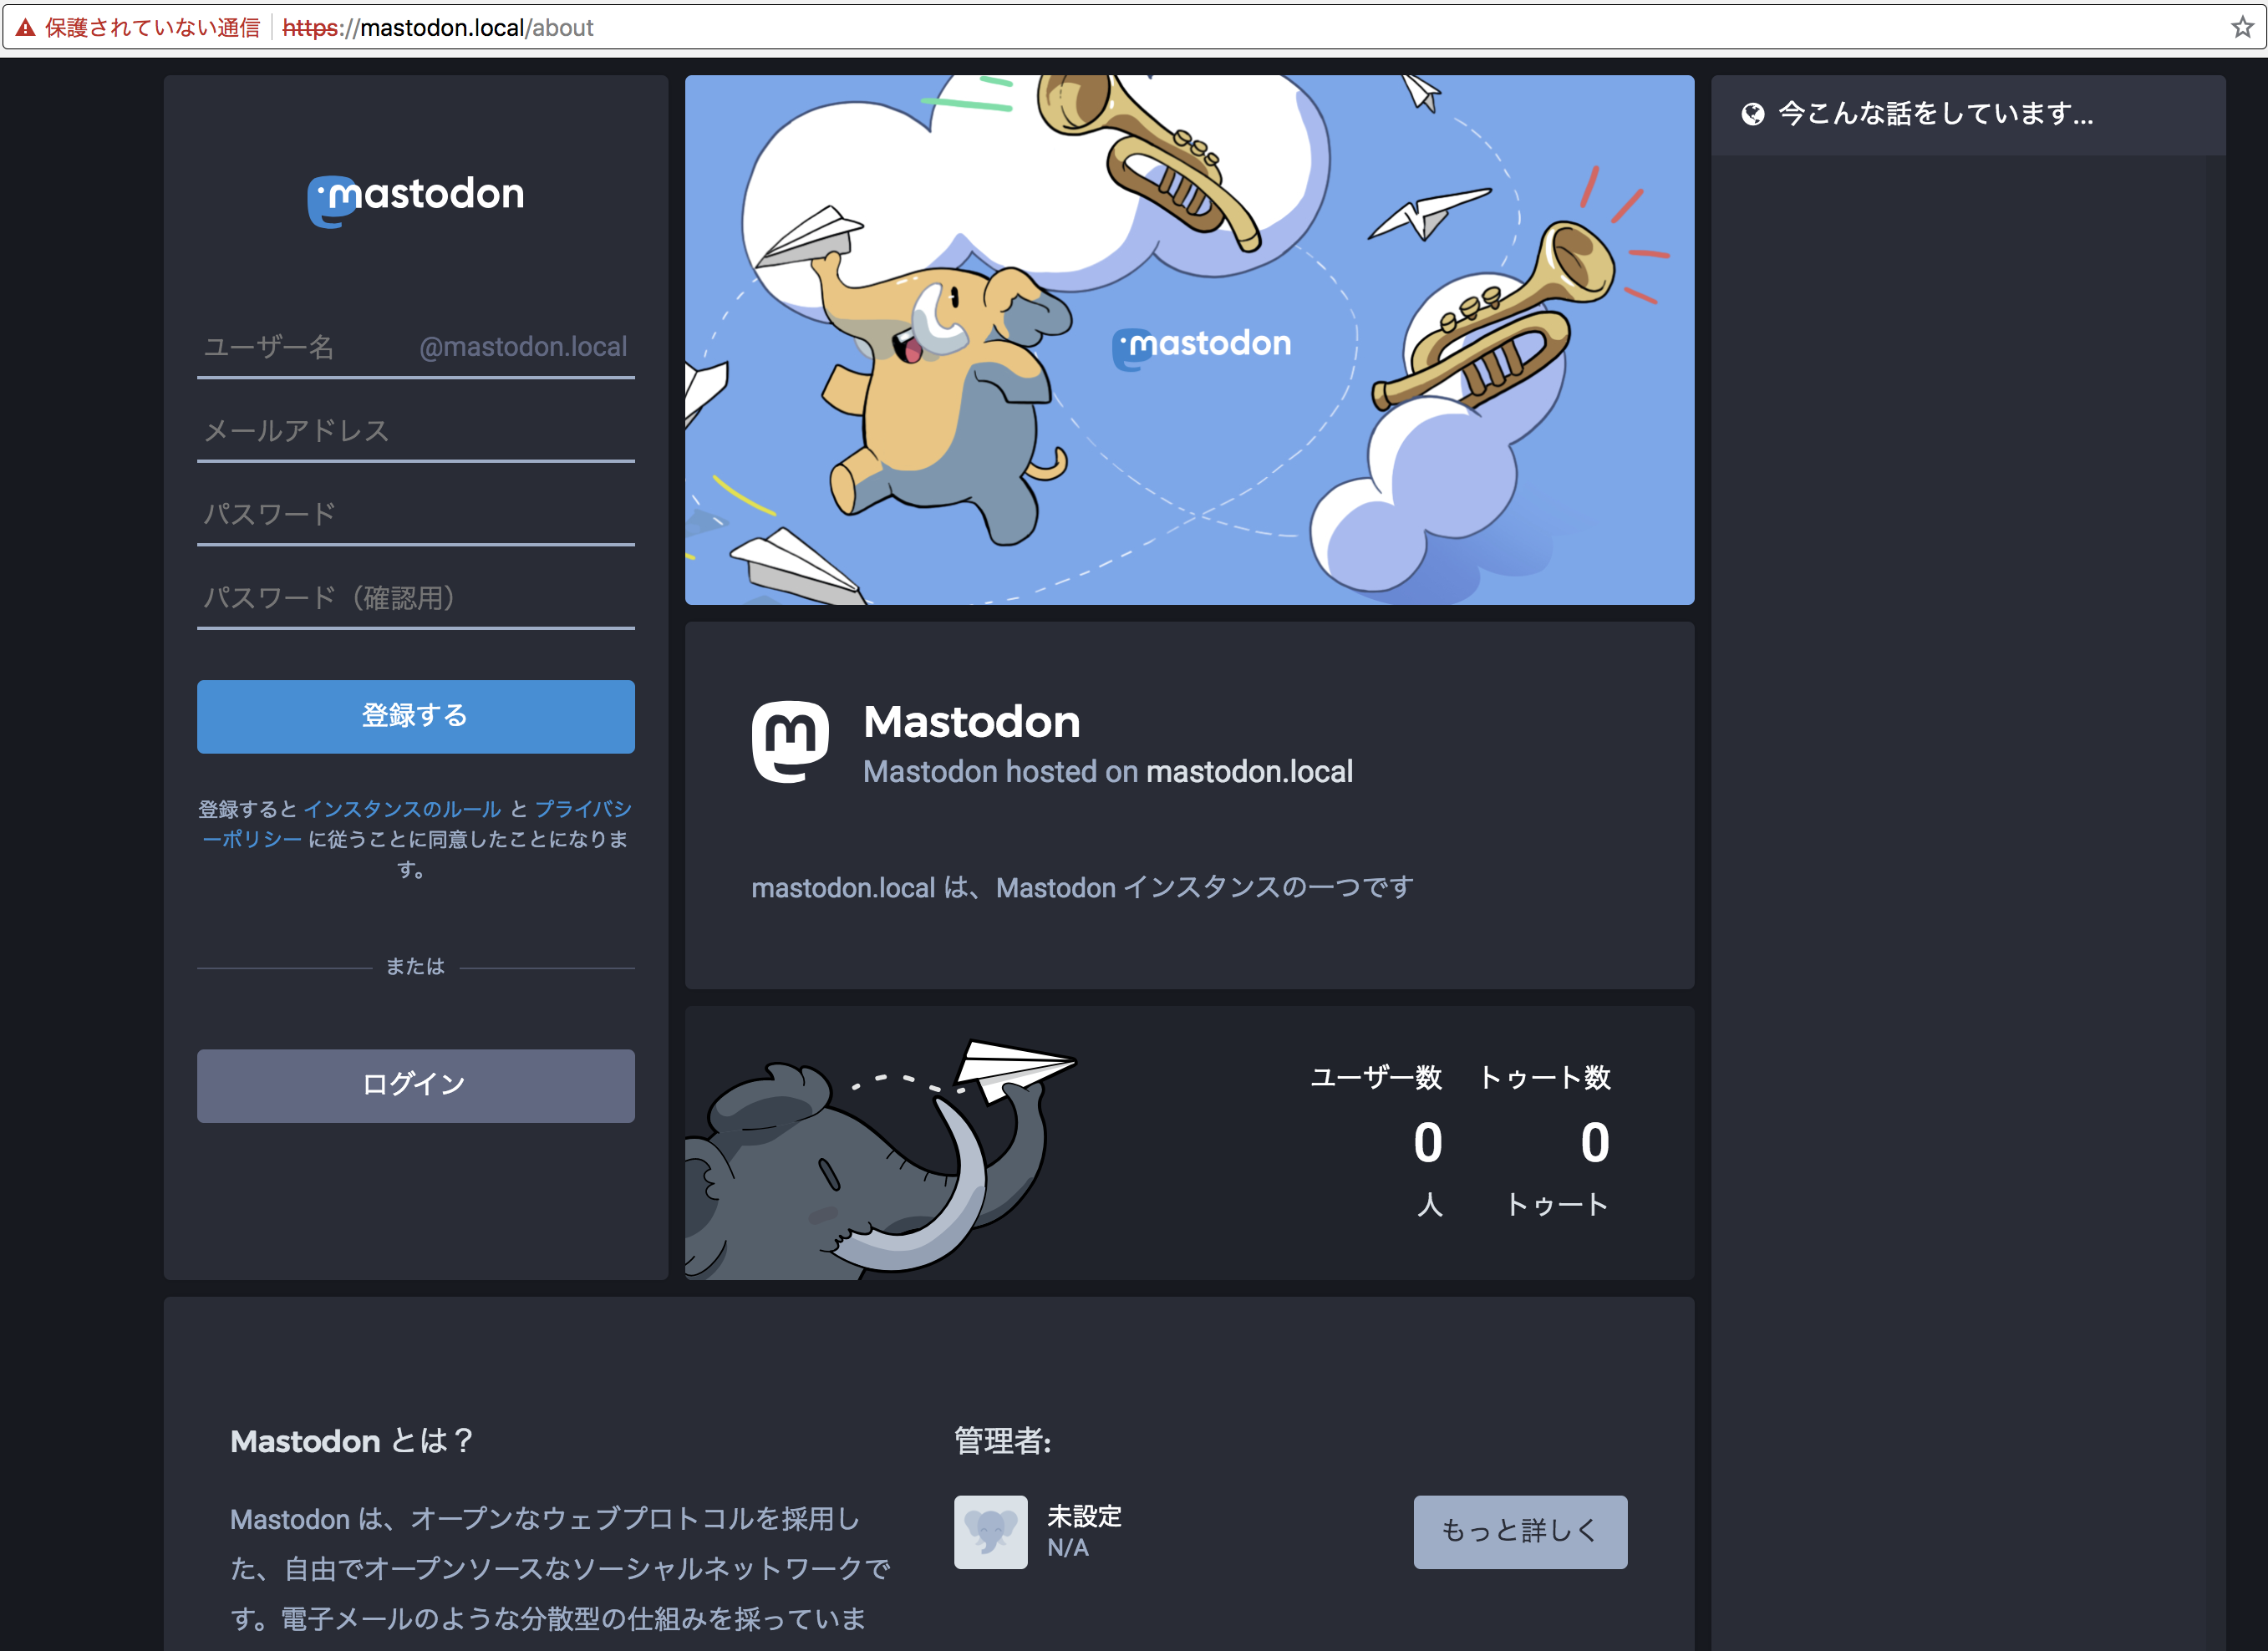 保護されていない通信 https://mastodon.local/about
mastodon
ユーザー名 @mastodon.local
メールアドレス
パスワード
パスワード（確認用）
登録する
登録すると インスタンスのルール と プライバシ
ーポリシー に従うことに同意したことになりま
す。
または
ログイン
mastodon
Mastodon
Mastodon hosted on mastodon.local
mastodon.local は、Mastodon インスタンスの一つです
ユーザー数 トゥート数
0 0
人 トゥート
今こんな話をしています...
Mastodon とは？
Mastodon は、オープンなウェブプロトコルを採用し
た、自由でオープンソースなソーシャルネットワークで
す。電子メールのような分散型の仕組みを採っていま
管理者:
未設定
N/A
もっと詳しく